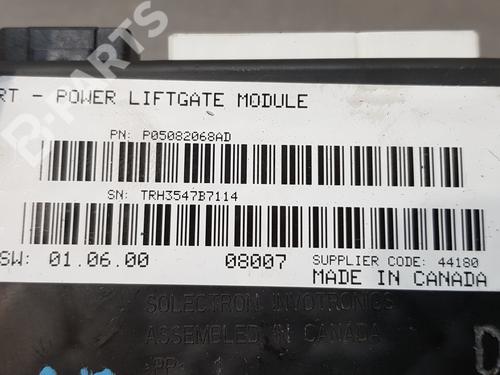 B-PARTS
RT - POWER LIFTGATE MODULE
PN: P05082068AD
SN: TRH3547B7114
SW: 01.06.00 08007 SUPPLIER CODE: 44180
MADE IN CANADA
SOLECTRON INVOTRONICS
ASSEMBLED IN CANADA
>PP<